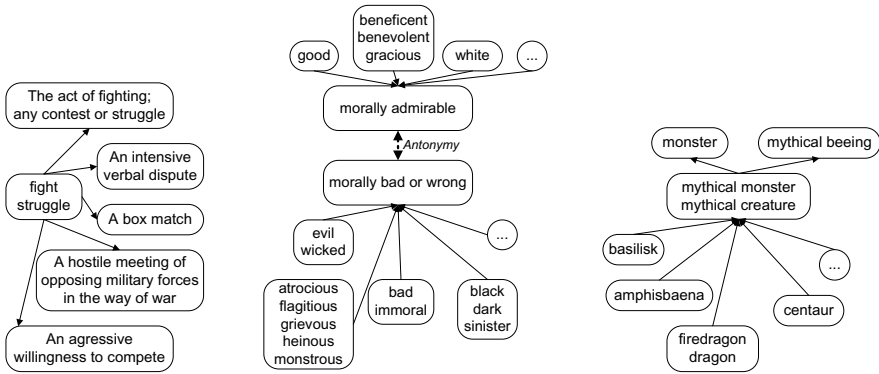 The act of fighting;
any contest or struggle
An intensive
verbal dispute
fight
struggle
A box match
A hostile meeting of
opposing military forces
in the way of war
An agressive
willingness to compete
beneficent
benevolent
gracious
good
white
...
morally admirable
Antonymy
morally bad or wrong
evil
wicked
...
atrocious
flagitious
grievous
heinous
monstrous
bad
immoral
black
dark
sinister
monster
mythical beeing
mythical monster
mythical creature
basilisk
...
amphisbaena
centaur
firedragon
dragon